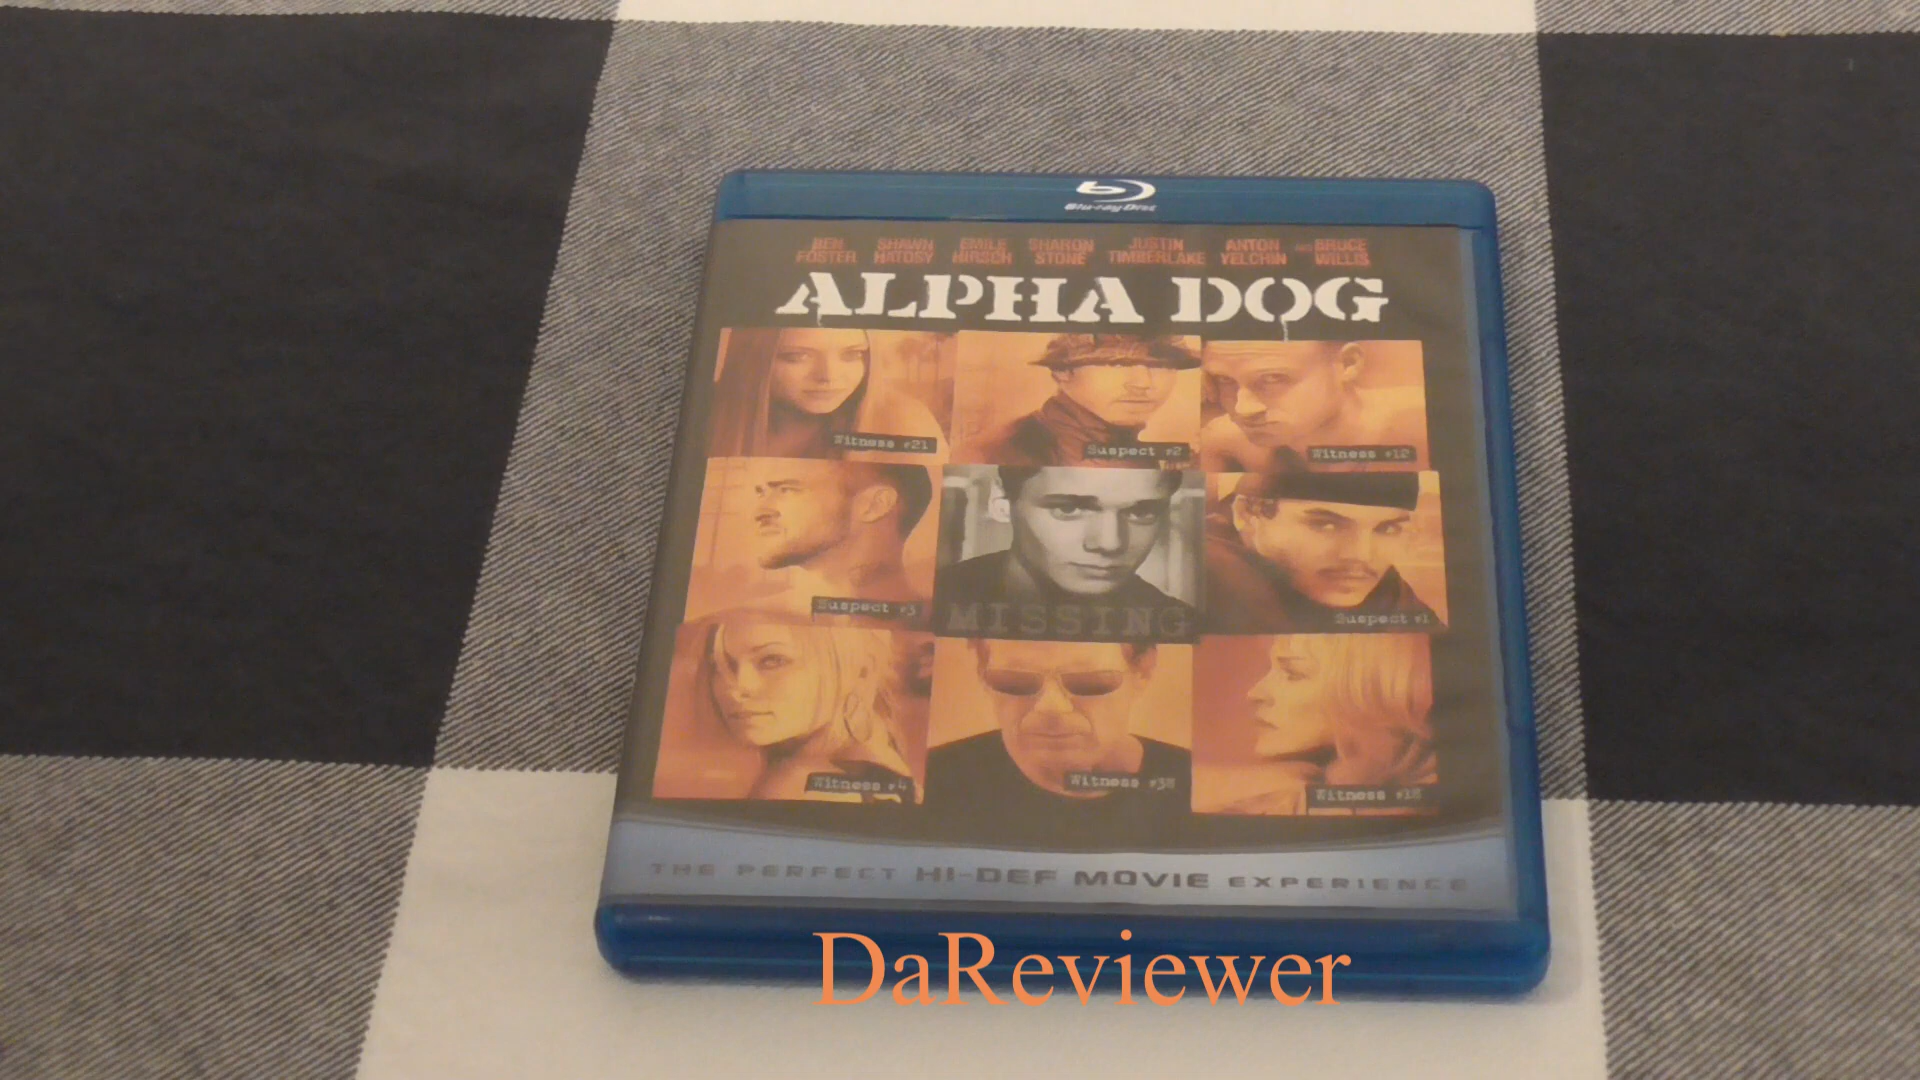 Blu-ray Disc
BEN SHAWN EMILE SHARON JUSTIN ANTON AND BRUCE
FOSTER HATOSY HIRSCH STONE TIMBERLAKE YELCHIN WILLIS
ALPHA DOG
Witness #21
Suspect #2
Witness #12
Suspect #3
MISSING
Suspect #1
Witness #4
Witness #38
Witness #18
THE PERFECT HI-DEF MOVIE EXPERIENCE
DaReviewer